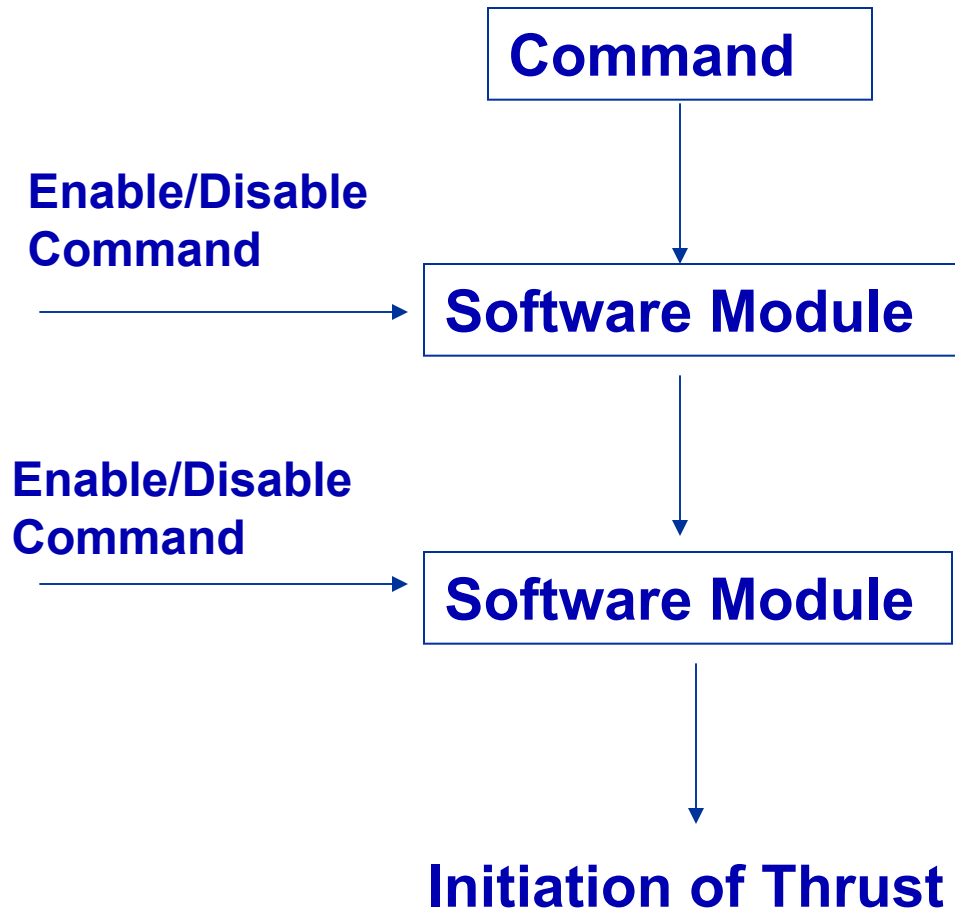 Command
Enable/Disable
Command
Software Module
Enable/Disable
Command
Software Module
Initiation of Thrust